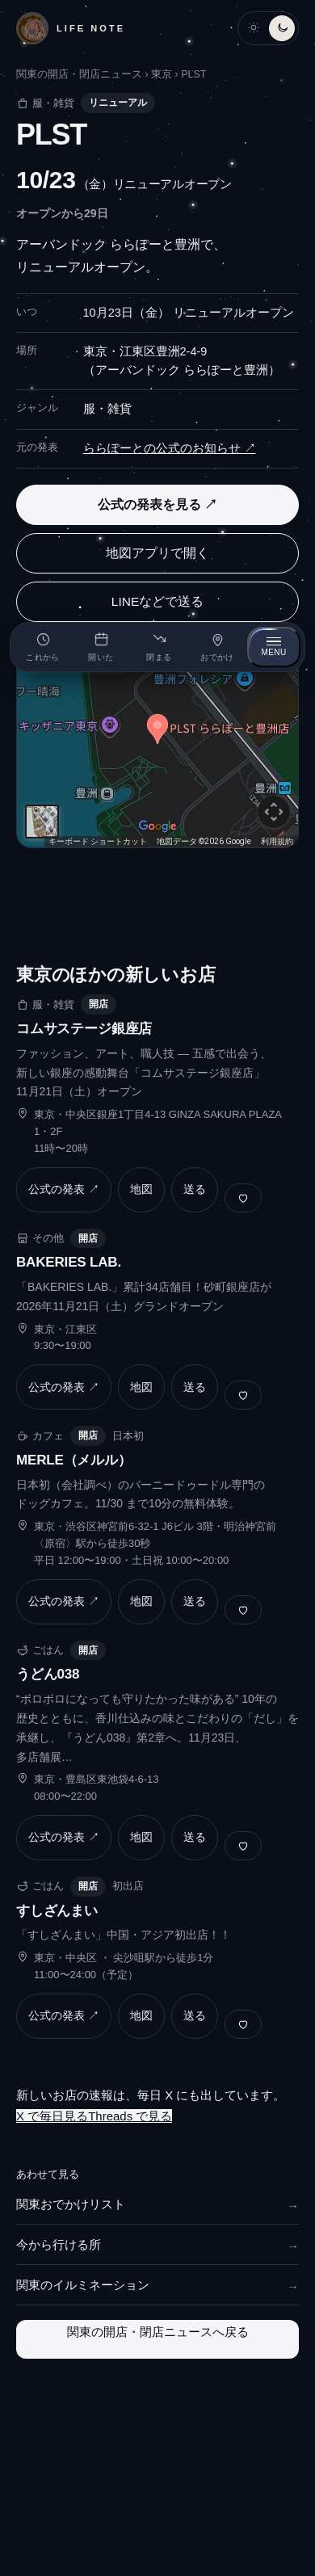 LIFE NOTE
関東の開店・閉店ニュース › 東京 › PLST
服・雑貨 リニューアル
PLST
10/23（金）リニューアルオープン
オープンから29日
アーバンドック ららぽーと豊洲で、
リニューアルオープン。
いつ 10月23日（金） リニューアルオープン
場所 東京・江東区豊洲2-4-9
（アーバンドック ららぽーと豊洲）
ジャンル 服・雑貨
元の発表 ららぽーとの公式のお知らせ ↗
公式の発表を見る ↗
地図アプリで開く
LINEなどで送る
これから 開いた 閉まる おでかけ MENU
豊洲フォレシア
フー晴海
キッザニア東京
PLST ららぽーと豊洲店
豊洲
豊洲
Google
キーボード ショートカット 地図データ ©2026 Google 利用規約
東京のほかの新しいお店
服・雑貨 開店
コムサステージ銀座店
ファッション、アート、職人技 — 五感で出会う、
新しい銀座の感動舞台「コムサステージ銀座店」
11月21日（土）オープン
東京・中央区銀座1丁目4-13 GINZA SAKURA PLAZA
1・2F
11時〜20時
公式の発表 ↗ 地図 送る
その他 開店
BAKERIES LAB.
「BAKERIES LAB.」累計34店舗目！砂町銀座店が
2026年11月21日（土）グランドオープン
東京・江東区
9:30〜19:00
公式の発表 ↗ 地図 送る
カフェ 開店 日本初
MERLE（メルル）
日本初（会社調べ）のバーニードゥードル専門の
ドッグカフェ。11/30 まで10分の無料体験。
東京・渋谷区神宮前6-32-1 J6ビル 3階・明治神宮前
〈原宿〉駅から徒歩30秒
平日 12:00〜19:00・土日祝 10:00〜20:00
公式の発表 ↗ 地図 送る
ごはん 開店
うどん038
“ボロボロになっても守りたかった味がある” 10年の
歴史とともに、香川仕込みの味とこだわりの「だし」を
承継し、『うどん038』第2章へ。11月23日、
多店舗展…
東京・豊島区東池袋4-6-13
08:00〜22:00
公式の発表 ↗ 地図 送る
ごはん 開店 初出店
すしざんまい
「すしざんまい」中国・アジア初出店！！
東京・中央区 ・ 尖沙咀駅から徒歩1分
11:00〜24:00（予定）
公式の発表 ↗ 地図 送る
新しいお店の速報は、毎日 X にも出しています。
X で毎日見るThreads で見る
あわせて見る
関東おでかけリスト →
今から行ける所 →
関東のイルミネーション →
関東の開店・閉店ニュースへ戻る